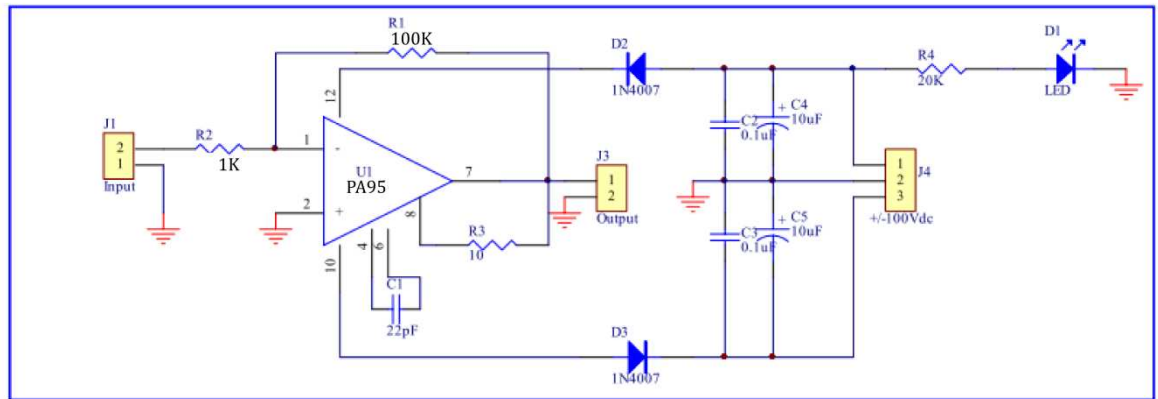 R1
100K
D2
1N4007
D1
LED
R4
20K
12
J1
2
1
Input
R2
1K
1
-
U1
PA95
7
2
+
8
4
6
10
R3
10
C1
22pF
J3
1
2
Output
C2
0.1uF
+
C4
10uF
C3
0.1uF
+
C5
10uF
1
2
3
J4
+/-100Vdc
D3
1N4007